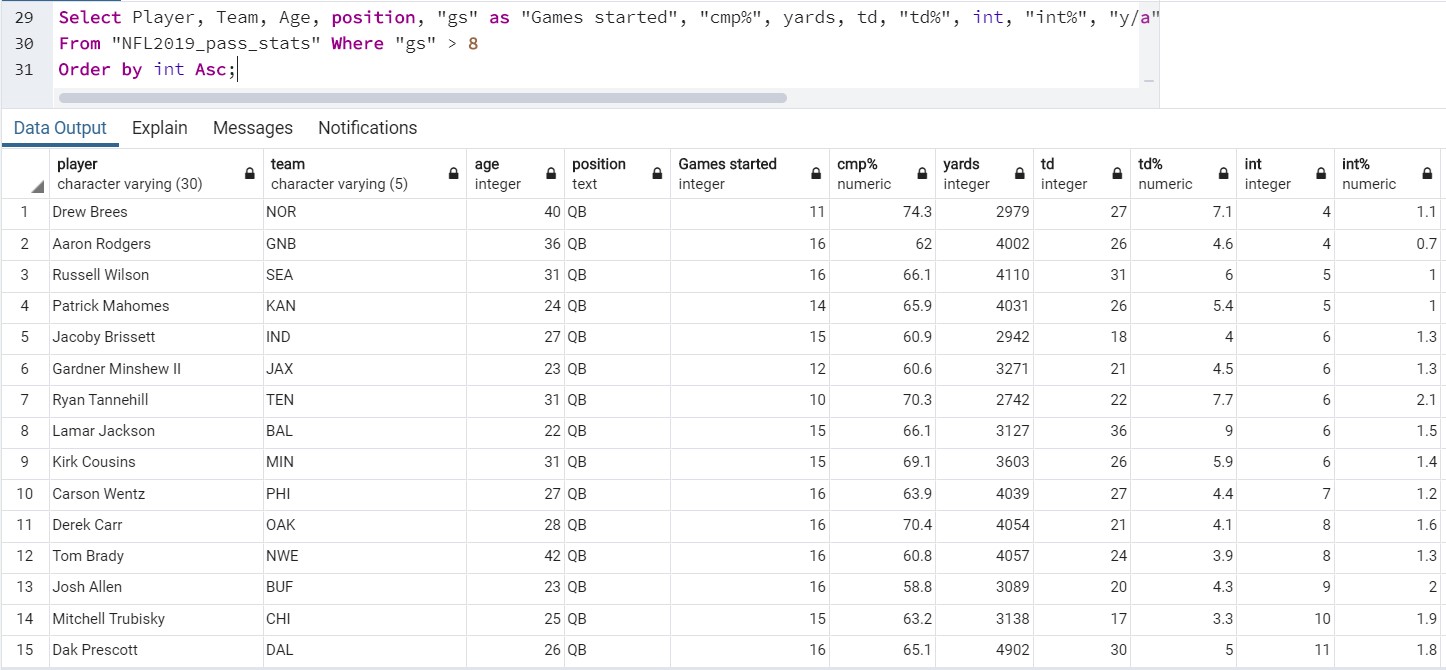 29 Select Player, Team, Age, position, "gs" as "Games started", "cmp%", yards, td, "td%", int, "int%", "y/a"
30 From "NFL2019_pass_stats" Where "gs" > 8
31 Order by int Asc;
Data Output Explain Messages Notifications
player team age position Games started cmp% yards td td% int int%
character varying (30) character varying (5) integer text integer numeric integer integer numeric integer numeric
1 Drew Brees NOR 40 QB 11 74.3 2979 27 7.1 4 1.1
2 Aaron Rodgers GNB 36 QB 16 62 4002 26 4.6 4 0.7
3 Russell Wilson SEA 31 QB 16 66.1 4110 31 6 5 1
4 Patrick Mahomes KAN 24 QB 14 65.9 4031 26 5.4 5 1
5 Jacoby Brissett IND 27 QB 15 60.9 2942 18 4 6 1.3
6 Gardner Minshew II JAX 23 QB 12 60.6 3271 21 4.5 6 1.3
7 Ryan Tannehill TEN 31 QB 10 70.3 2742 22 7.7 6 2.1
8 Lamar Jackson BAL 22 QB 15 66.1 3127 36 9 6 1.5
9 Kirk Cousins MIN 31 QB 15 69.1 3603 26 5.9 6 1.4
10 Carson Wentz PHI 27 QB 16 63.9 4039 27 4.4 7 1.2
11 Derek Carr OAK 28 QB 16 70.4 4054 21 4.1 8 1.6
12 Tom Brady NWE 42 QB 16 60.8 4057 24 3.9 8 1.3
13 Josh Allen BUF 23 QB 16 58.8 3089 20 4.3 9 2
14 Mitchell Trubisky CHI 25 QB 15 63.2 3138 17 3.3 10 1.9
15 Dak Prescott DAL 26 QB 16 65.1 4902 30 5 11 1.8